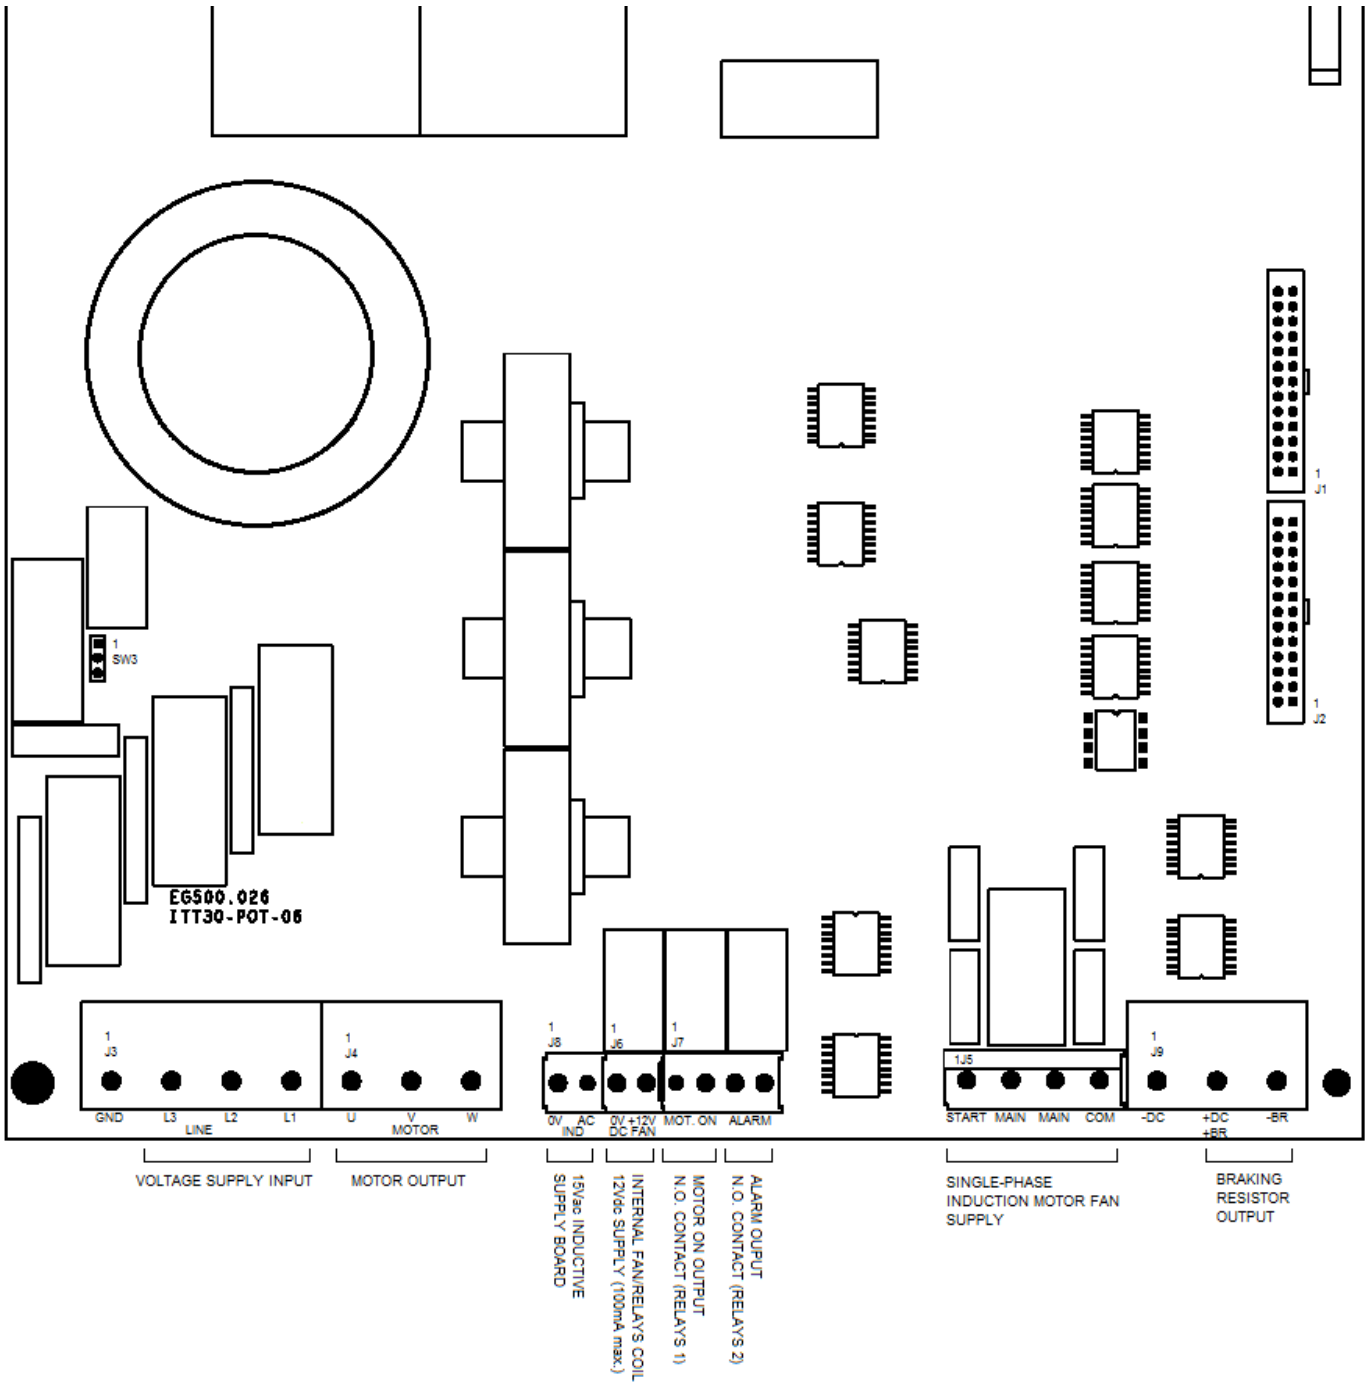 1
J1
1
SW3
1
J2
EG500.026
ITT30-POT-06
1
J3
1
J4
1
J8
1
J6
1
J7
1J5
1
J9
GND L3 L2 L1 U V W
LINE MOTOR
0V AC 0V +12V MOT. ON ALARM
IND DC FAN
START MAIN MAIN COM -DC +DC -BR
+BR
VOLTAGE SUPPLY INPUT
MOTOR OUTPUT
15Vac INDUCTIVE
SUPPLY BOARD
INTERNAL FAN/RELAYS COIL
12Vdc SUPPLY (100mA max.)
MOTOR ON OUTPUT
N.O. CONTACT (RELAYS 1)
ALARM OUPUT
N.O. CONTACT (RELAYS 2)
SINGLE-PHASE
INDUCTION MOTOR FAN
SUPPLY
BRAKING
RESISTOR
OUTPUT